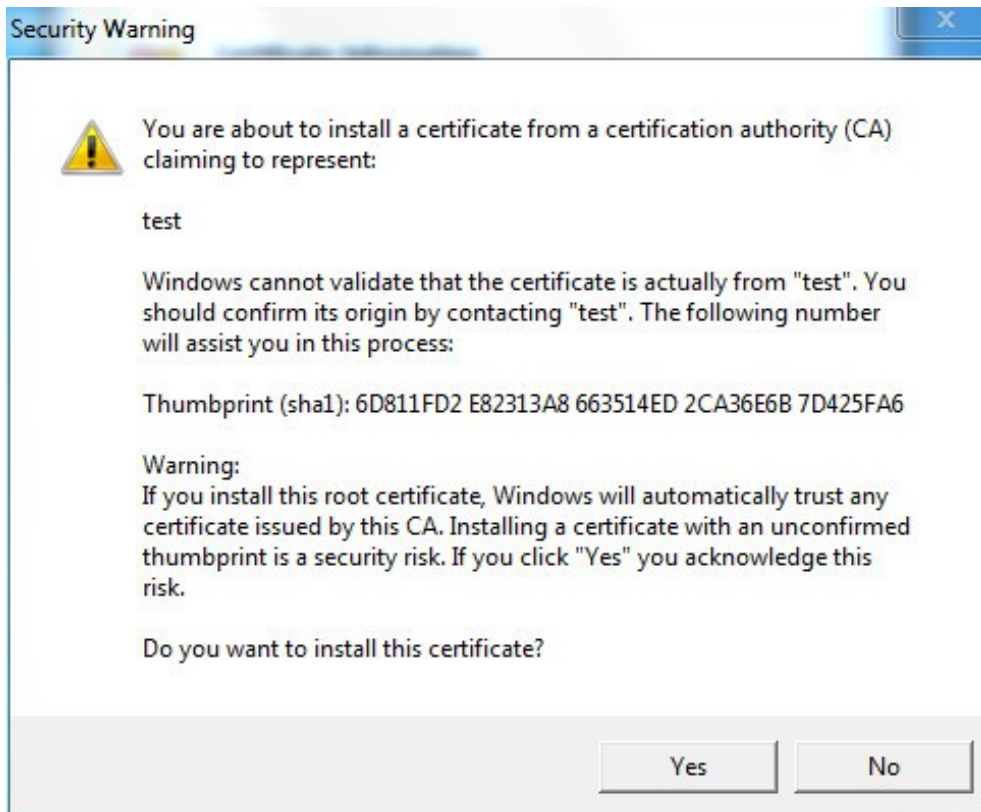 Security Warning
You are about to install a certificate from a certification authority (CA)
claiming to represent:
test
Windows cannot validate that the certificate is actually from "test". You
should confirm its origin by contacting "test". The following number
will assist you in this process:
Thumbprint (sha1): 6D811FD2 E82313A8 663514ED 2CA36E6B 7D425FA6
Warning:
If you install this root certificate, Windows will automatically trust any
certificate issued by this CA. Installing a certificate with an unconfirmed
thumbprint is a security risk. If you click "Yes" you acknowledge this
risk.
Do you want to install this certificate?
Yes No